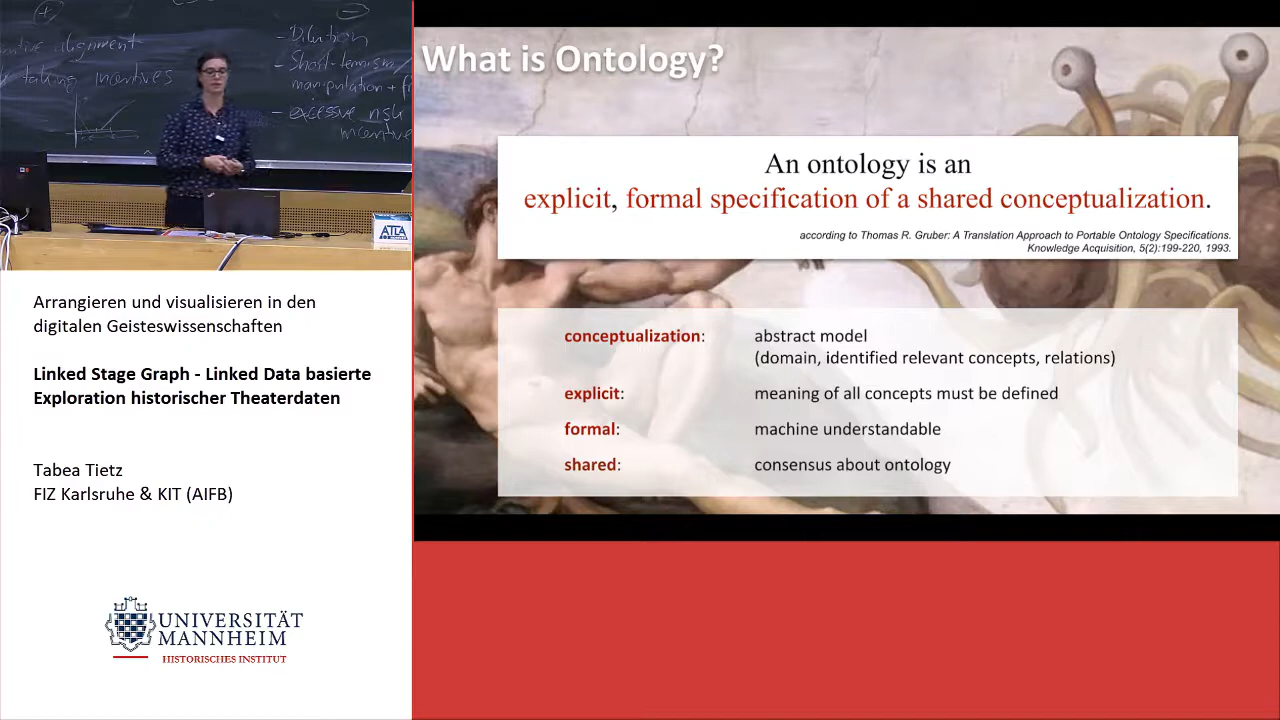 - Dilution
- Short-termism
manipulation +
- excessive risk
incentive
alignment
taking incentives
ATLA
What is Ontology?
An ontology is an
explicit, formal specification of a shared conceptualization.
according to Thomas R. Gruber: A Translation Approach to Portable Ontology Specifications.
Knowledge Acquisition, 5(2):199-220, 1993.
conceptualization: abstract model
(domain, identified relevant concepts, relations)
explicit: meaning of all concepts must be defined
formal: machine understandable
shared: consensus about ontology
Arrangieren und visualisieren in den
digitalen Geisteswissenschaften
Linked Stage Graph - Linked Data basierte
Exploration historischer Theaterdaten
Tabea Tietz
FIZ Karlsruhe & KIT (AIFB)
UNIVERSITÄT
MANNHEIM
HISTORISCHES INSTITUT